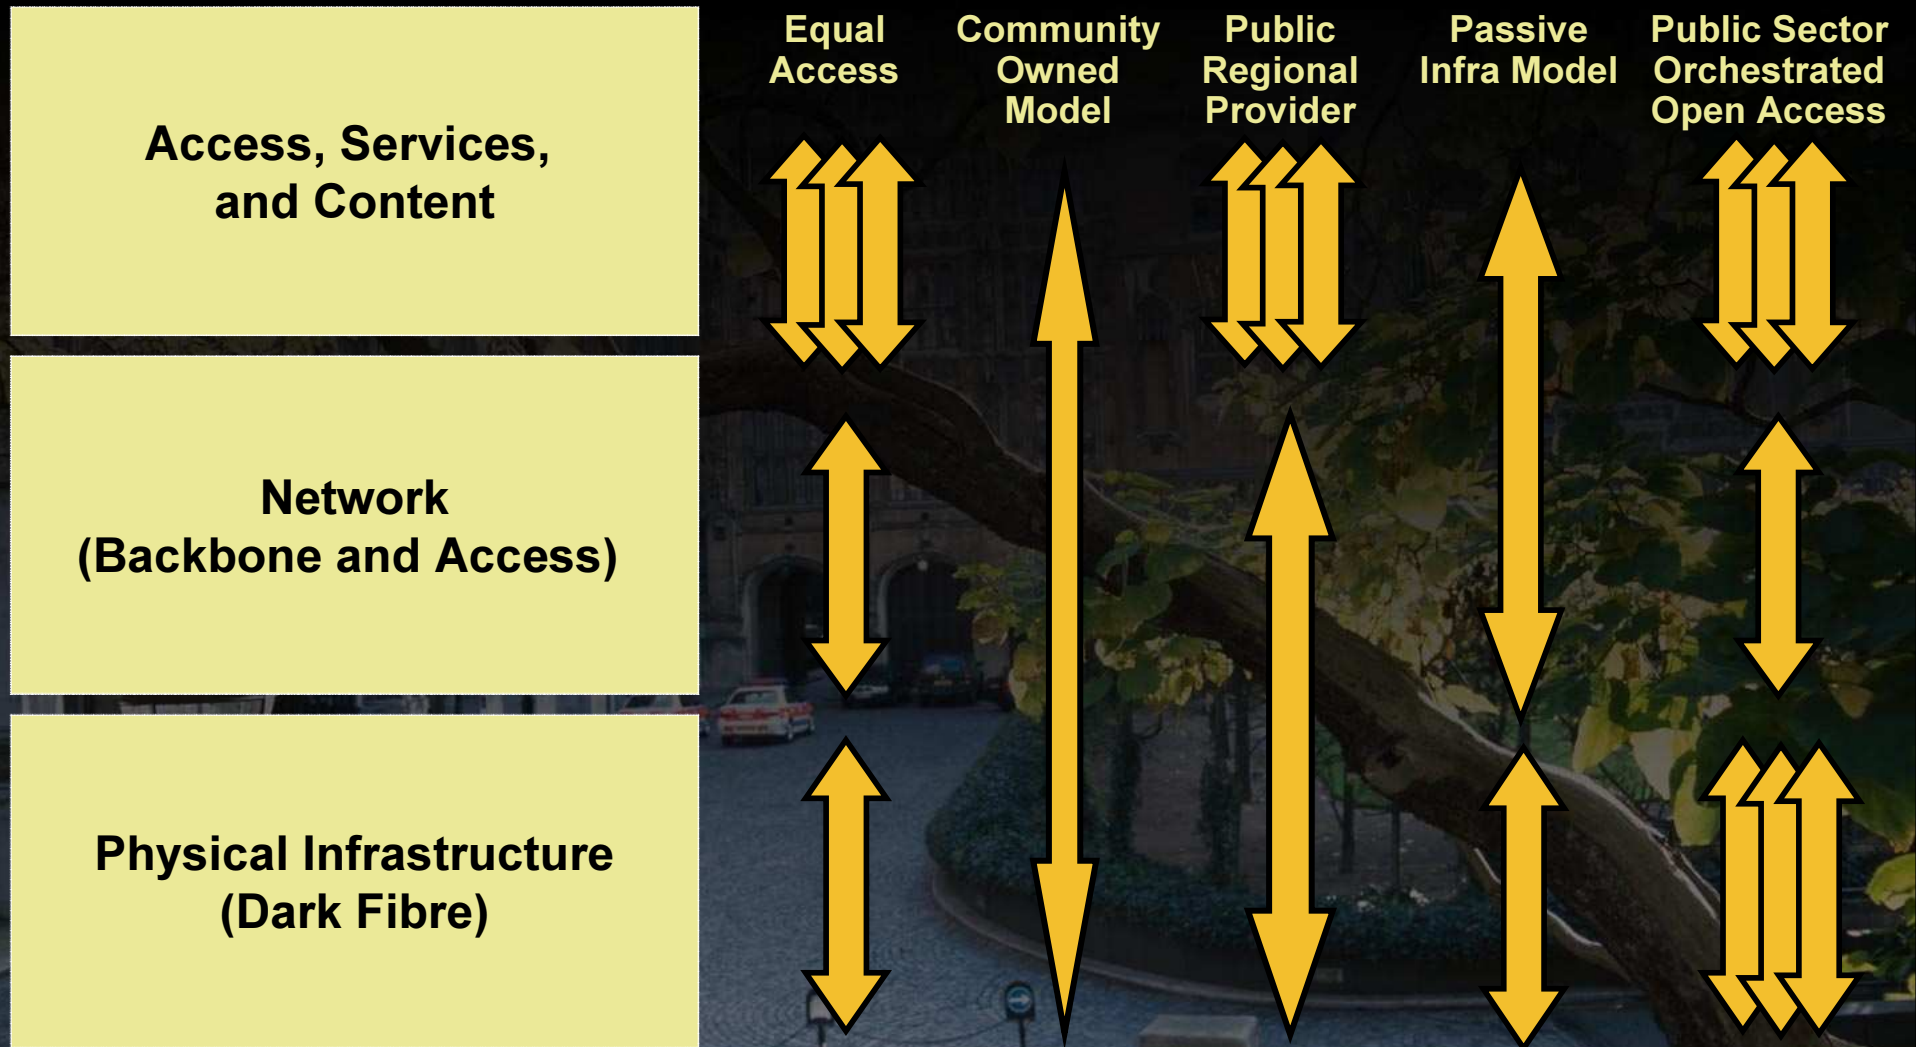 Equal
Access
Community
Owned
Model
Public
Regional
Provider
Passive
Infra Model
Public Sector
Orchestrated
Open Access
Access, Services,
and Content
Network
(Backbone and Access)
Physical Infrastructure
(Dark Fibre)